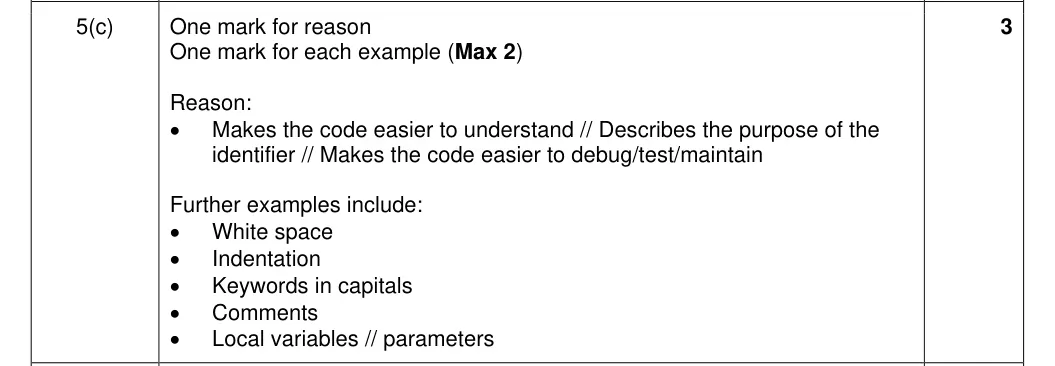 5(c) One mark for reason 3
One mark for each example (Max 2)
Reason:
• Makes the code easier to understand // Describes the purpose of the
identifier // Makes the code easier to debug/test/maintain
Further examples include:
• White space
• Indentation
• Keywords in capitals
• Comments
• Local variables // parameters